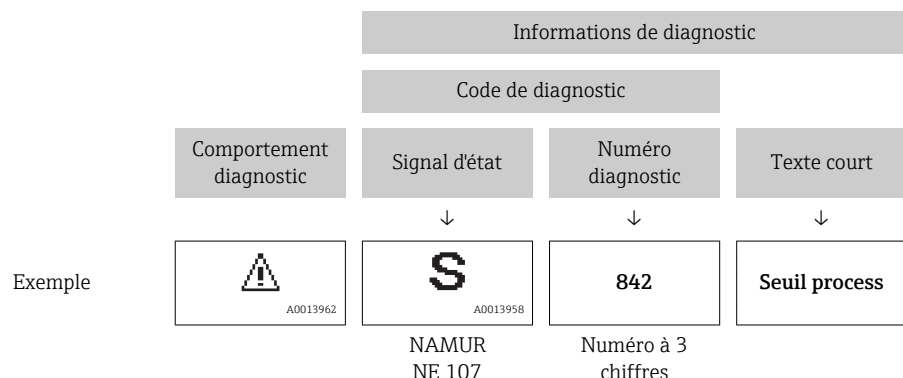 Informations de diagnostic
Code de diagnostic
Comportement
diagnostic
Signal d'état
Numéro
diagnostic
Texte court
↓ ↓ ↓
Exemple
⚠
A0013962
S
A0013958
842
Seuil process
NAMUR
NE 107
Numéro à 3
chiffres